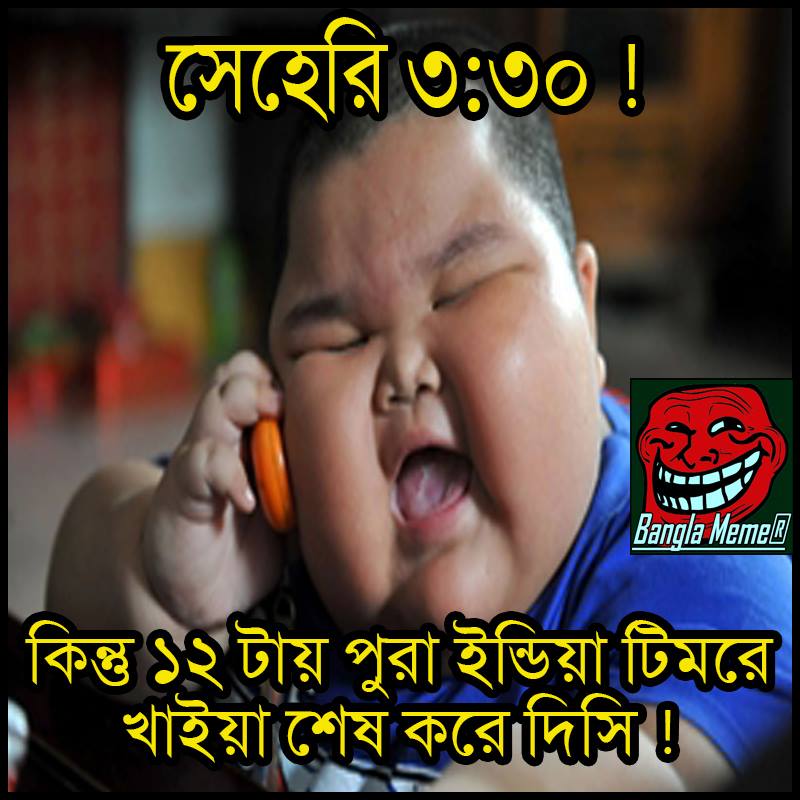 সেহেরি ৩:৩০ !
Bangla Meme®
কিন্তু ১২ টায় পুরা ইন্ডিয়া টিমরে
খাইয়া শেষ করে দিসি !